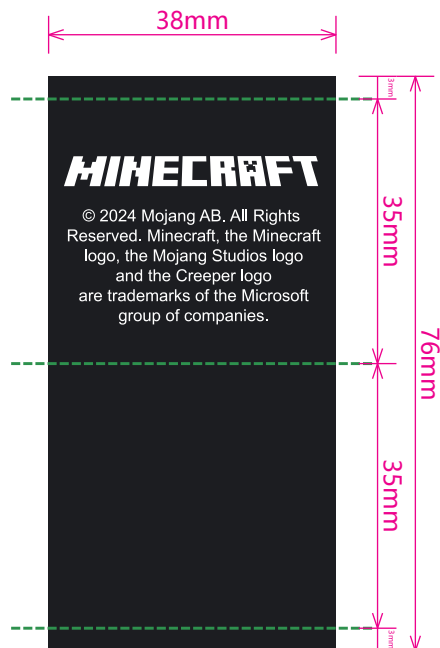 38mm
3mm
MINECRAFT
35mm
© 2024 Mojang AB. All Rights
Reserved. Minecraft, the Minecraft
logo, the Mojang Studios logo
and the Creeper logo
are trademarks of the Microsoft
group of companies.
76mm
35mm
3mm